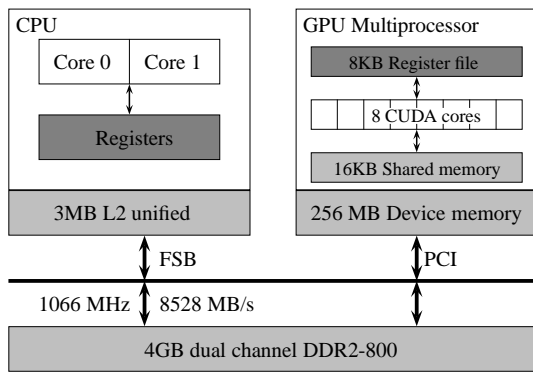 CPU
Core 0
Core 1
Registers
3MB L2 unified
GPU Multiprocessor
8KB Register file
8 CUDA cores
16KB Shared memory
256 MB Device memory
FSB
PCI
1066 MHz
8528 MB/s
4GB dual channel DDR2-800